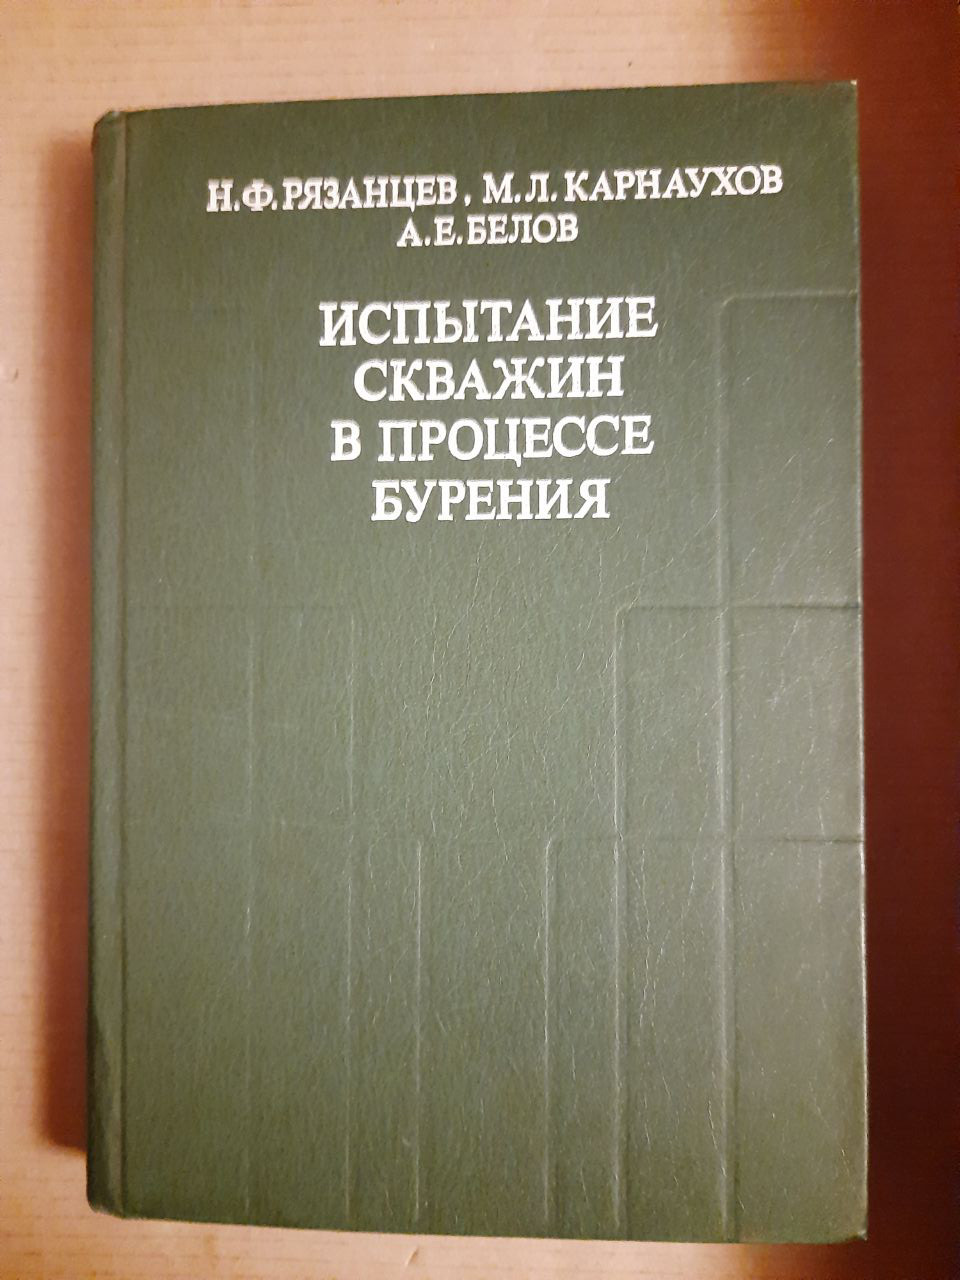 Н.Ф.РЯЗАНЦЕВ, М.Л.КАРНАУХОВ
А.Е.БЕЛОВ
ИСПЫТАНИЕ
СКВАЖИН
В ПРОЦЕССЕ
БУРЕНИЯ